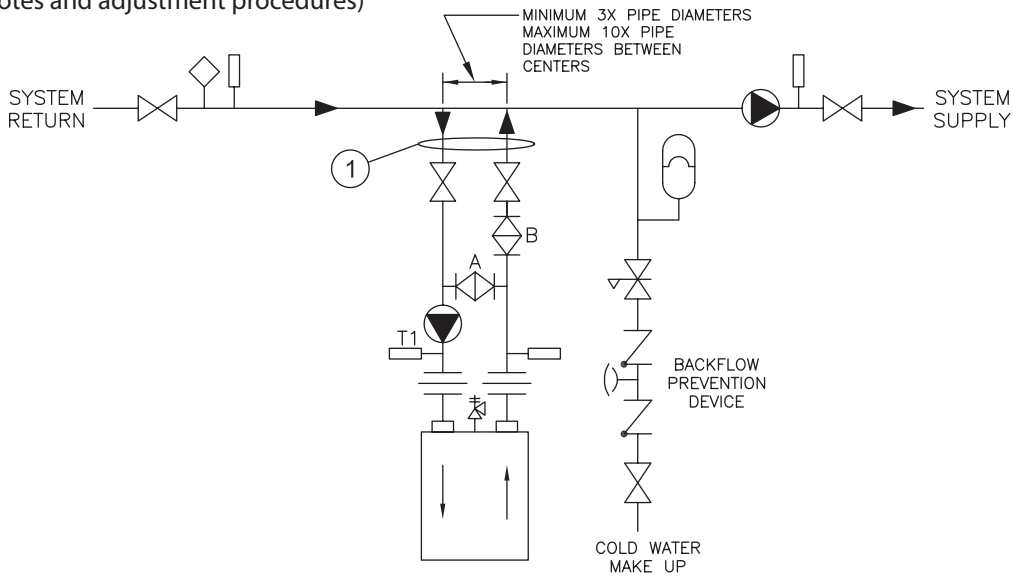 otes and adjustment procedures)
MINIMUM 3X PIPE DIAMETERS
MAXIMUM 10X PIPE
DIAMETERS BETWEEN
CENTERS
SYSTEM
RETURN
SYSTEM
SUPPLY
1
B
A
T1
BACKFLOW
PREVENTION
DEVICE
COLD WATER
MAKE UP